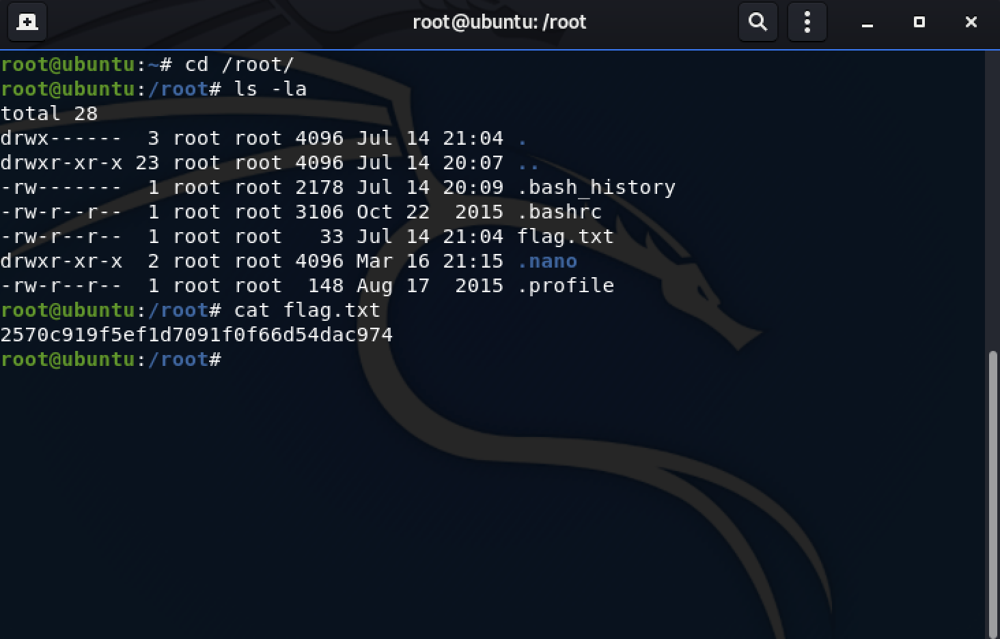 root@ubuntu: /root
root@ubuntu:~# cd /root/
root@ubuntu:/root# ls -la
total 28
drwx------  3 root root 4096 Jul 14 21:04 .
drwxr-xr-x 23 root root 4096 Jul 14 20:07 ..
-rw-------  1 root root 2178 Jul 14 20:09 .bash_history
-rw-r--r--  1 root root 3106 Oct 22  2015 .bashrc
-rw-r--r--  1 root root   33 Jul 14 21:04 flag.txt
drwxr-xr-x  2 root root 4096 Mar 16 21:15 .nano
-rw-r--r--  1 root root  148 Aug 17  2015 .profile
root@ubuntu:/root# cat flag.txt
2570c919f5ef1d7091f0f66d54dac974
root@ubuntu:/root#